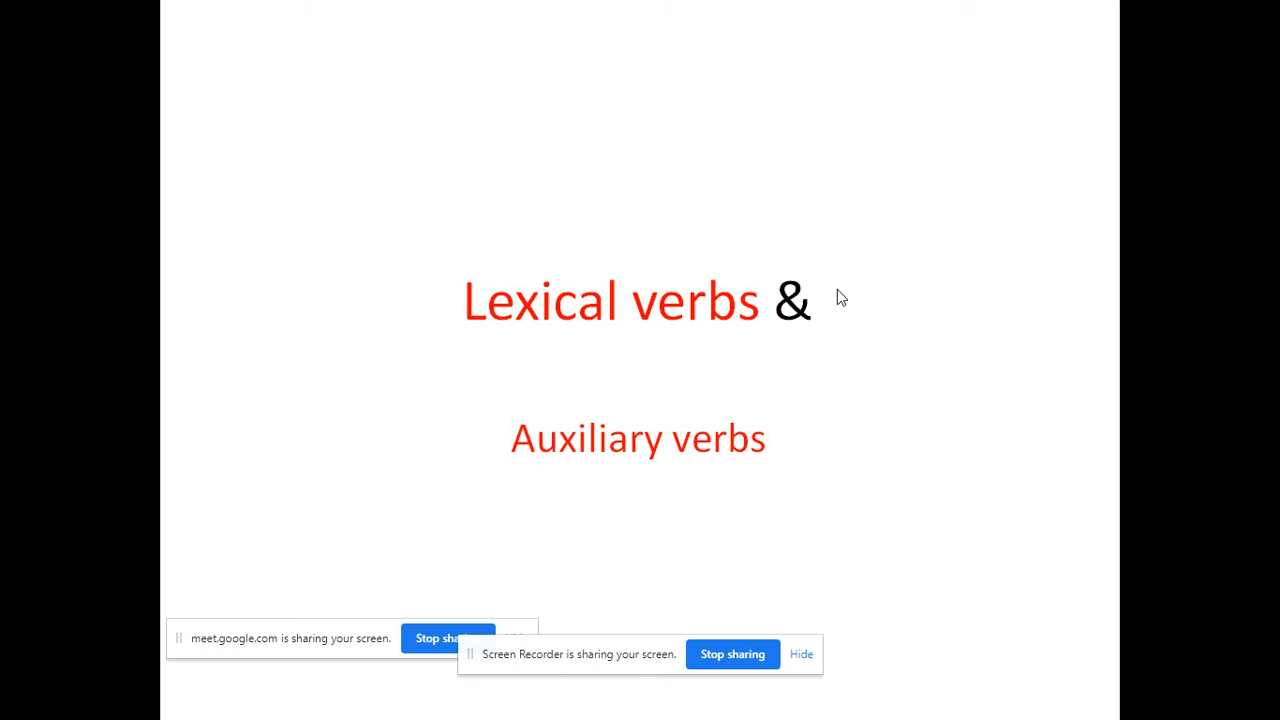 Lexical verbs &
Auxiliary verbs
meet.google.com is sharing your screen.
Stop
Screen Recorder is sharing your screen.
Stop sharing
Hide